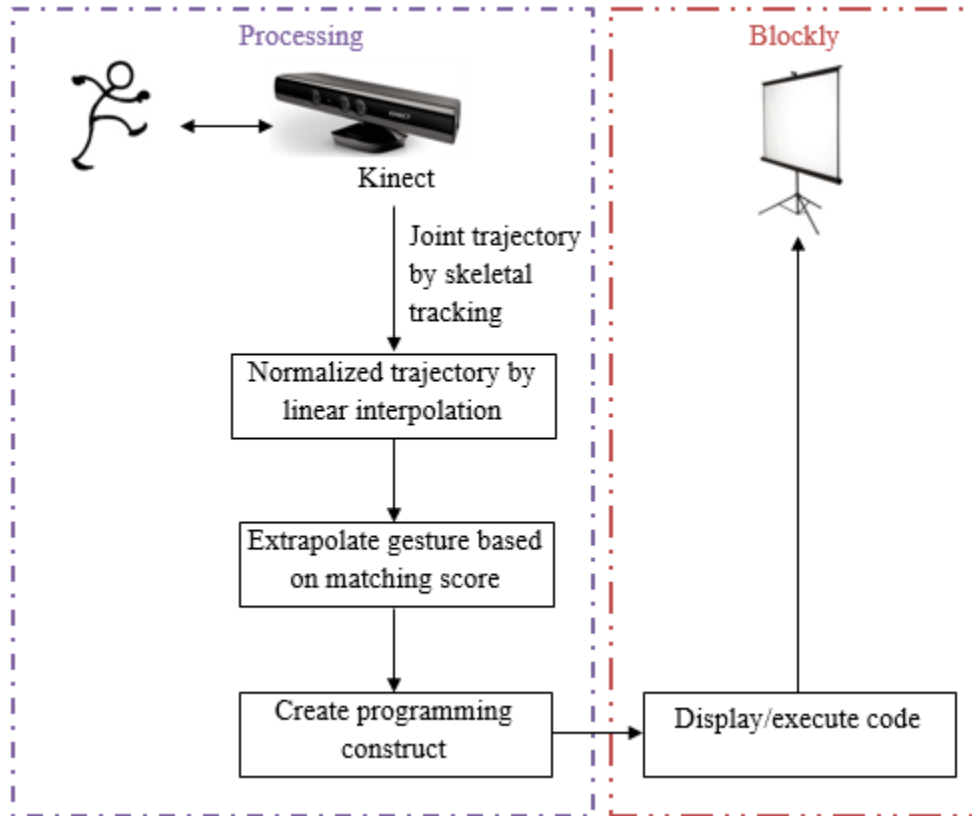 Processing
Blockly
KINECT
Kinect
Joint trajectory
by skeletal
tracking
Normalized trajectory by
linear interpolation
Extrapolate gesture based
on matching score
Create programming
construct
Display/execute code